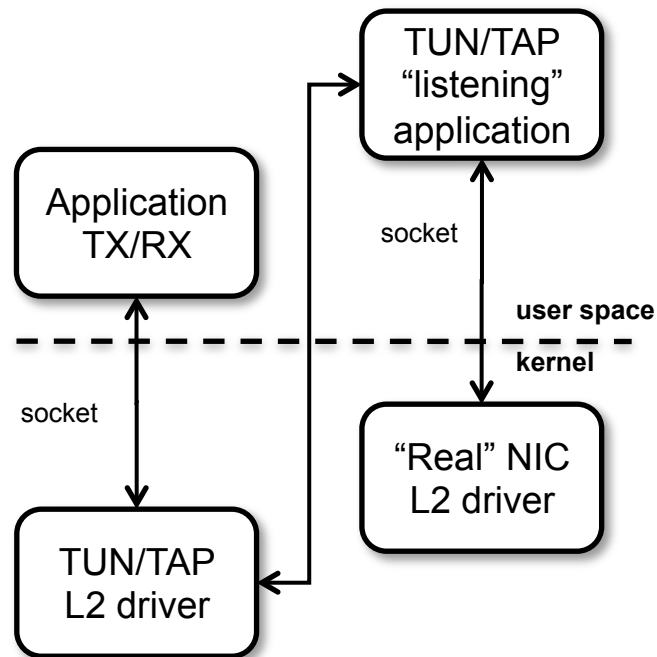 TUN/TAP
“listening”
application
Application
TX/RX
socket
user space
kernel
socket
“Real” NIC
L2 driver
TUN/TAP
L2 driver